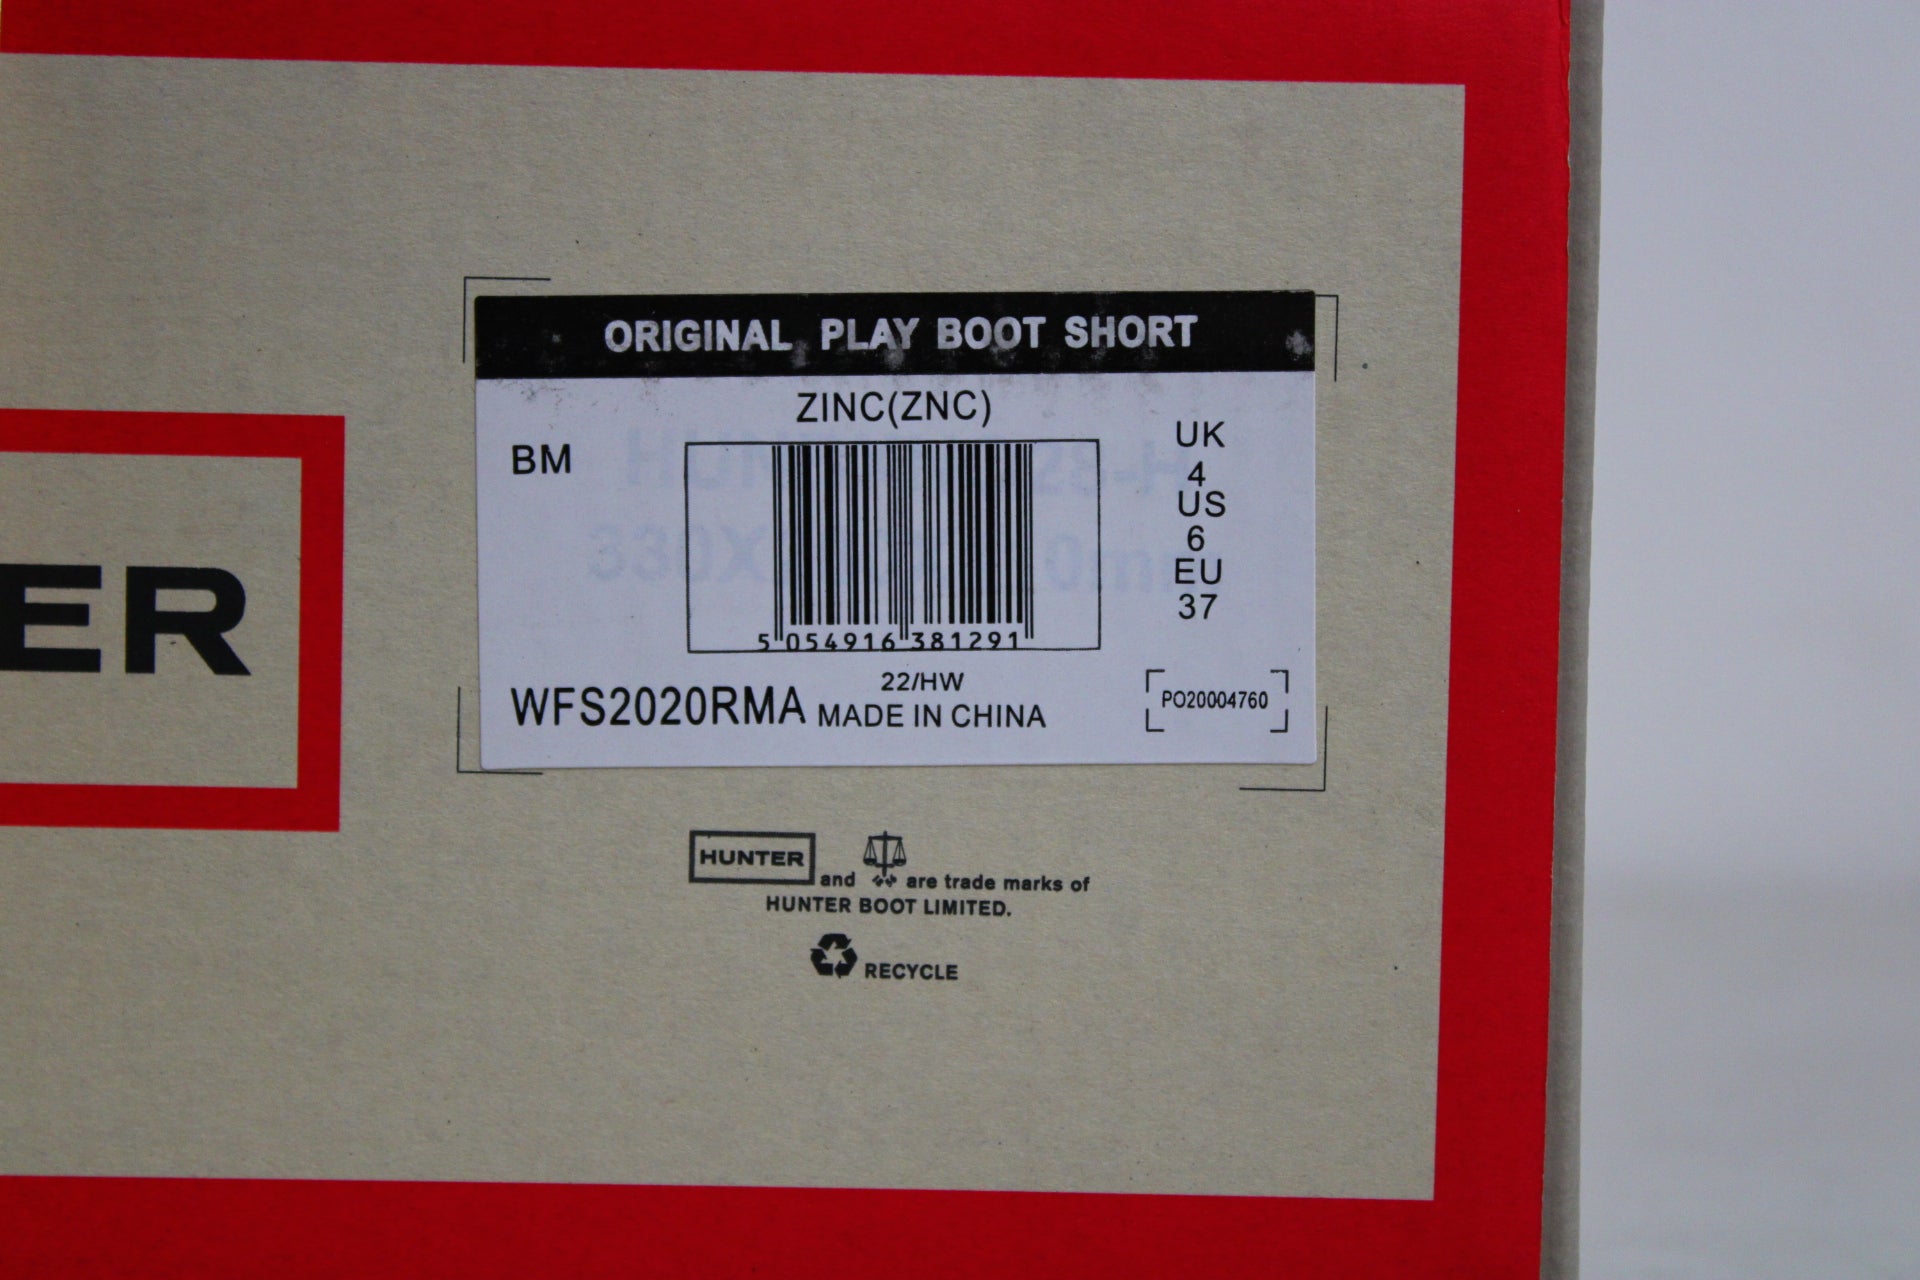 ORIGINAL PLAY BOOT SHORT
ZINC(ZNC)
BM
UK
4
US
6
EU
37
5 054916 381291
22/HW
WFS2020RMA MADE IN CHINA
PO20004760
ER
HUNTER and are trade marks of
HUNTER BOOT LIMITED.
RECYCLE